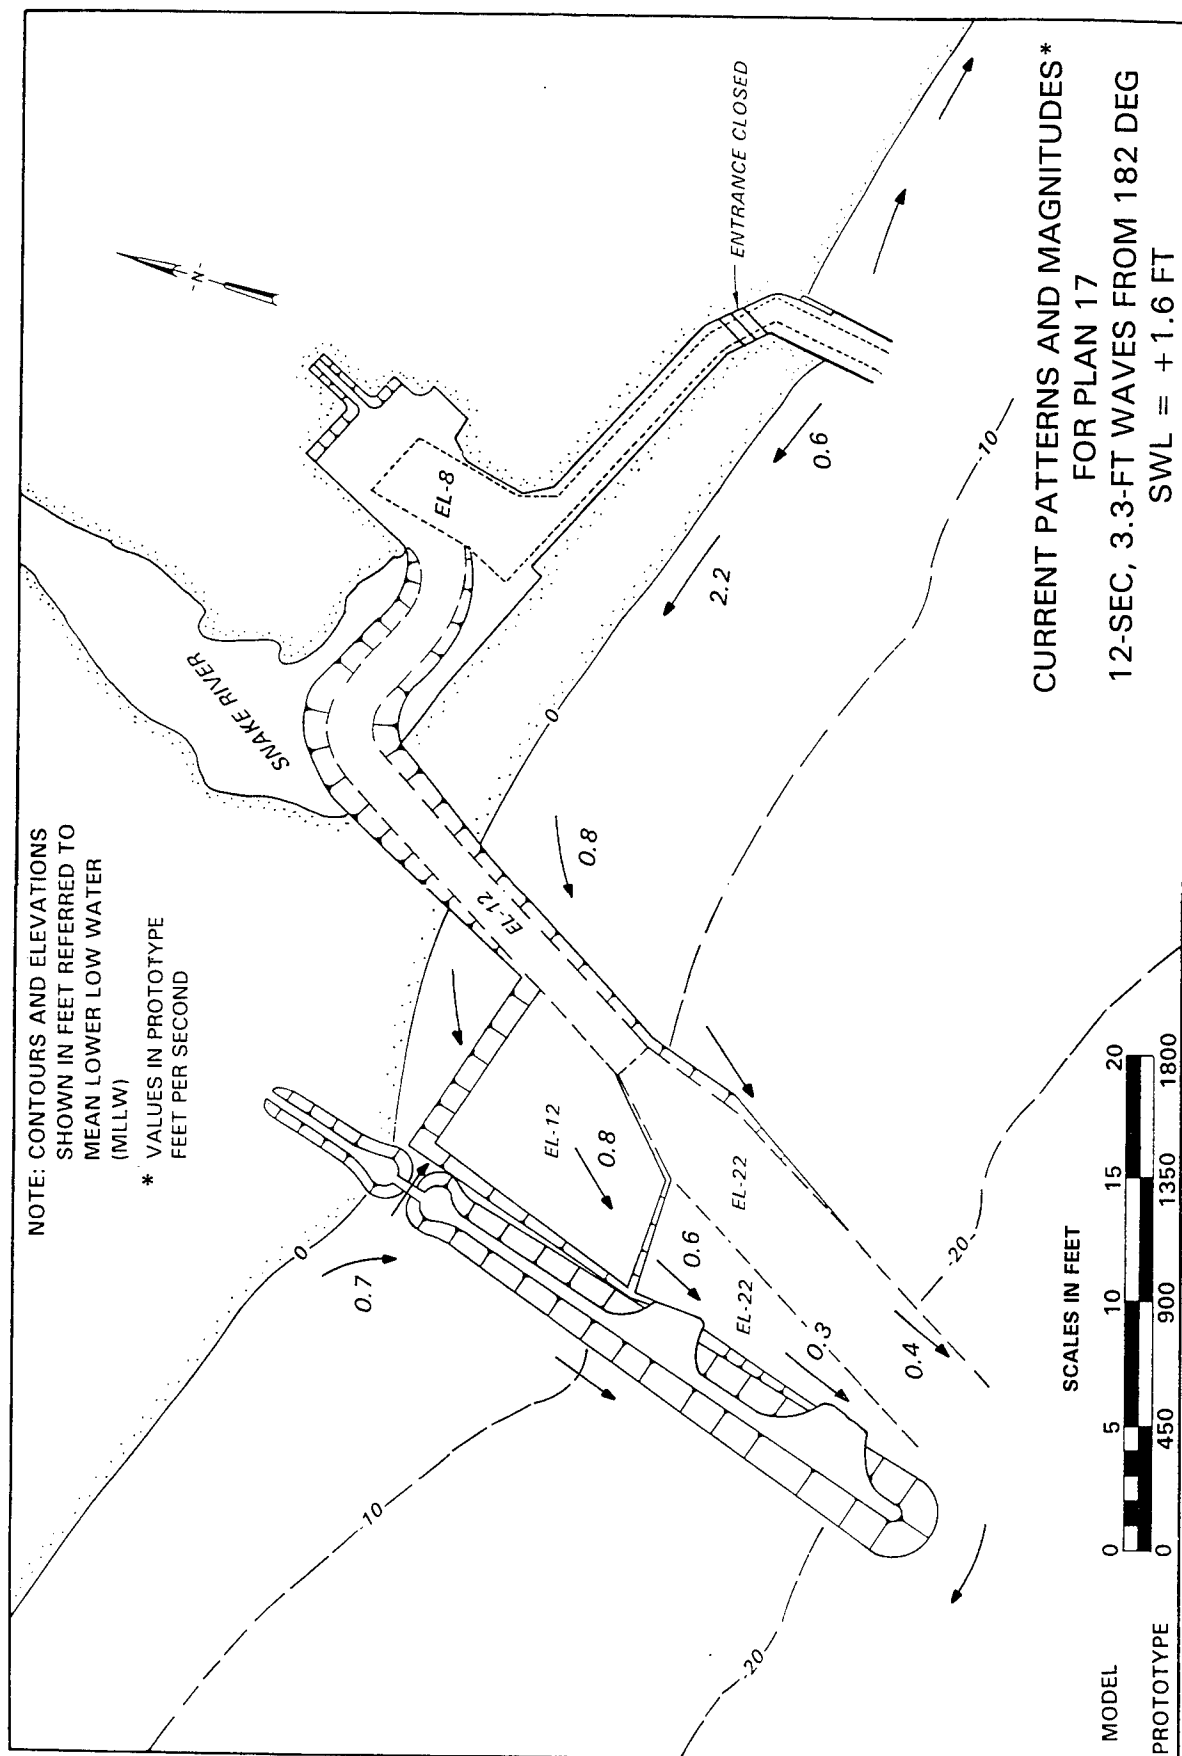 NOTE: CONTOURS AND ELEVATIONS
SHOWN IN FEET REFERRED TO
MEAN LOWER LOW WATER
(MLLW)
* VALUES IN PROTOTYPE
FEET PER SECOND
N
SNAKE RIVER
EL-8
ENTRANCE CLOSED
EL-12
0
0
0.7
0.8
2.2
0.6
EL-12
0.8
0.6
EL-22
EL-22
0.3
0.4
-10
-10
-20
-20
CURRENT PATTERNS AND MAGNITUDES*
FOR PLAN 17
12-SEC, 3.3-FT WAVES FROM 182 DEG
SWL = +1.6 FT
SCALES IN FEET
MODEL 0 5 10 15 20
PROTOTYPE 0 450 900 1350 1800